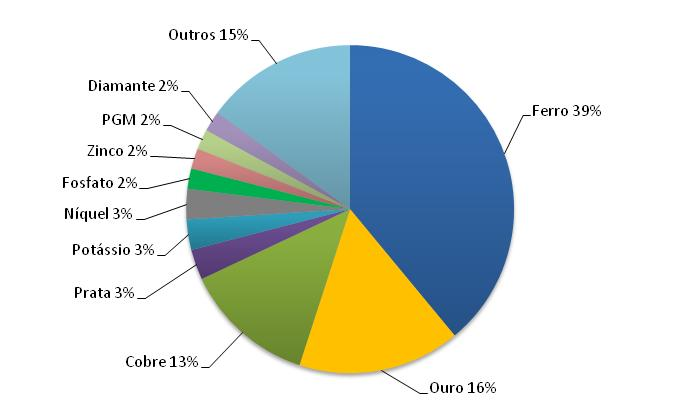 Outros 15%
Diamante 2%
PGM 2%
Zinco 2%
Fosfato 2%
Níquel 3%
Potássio 3%
Prata 3%
Cobre 13%
Ouro 16%
Ferro 39%